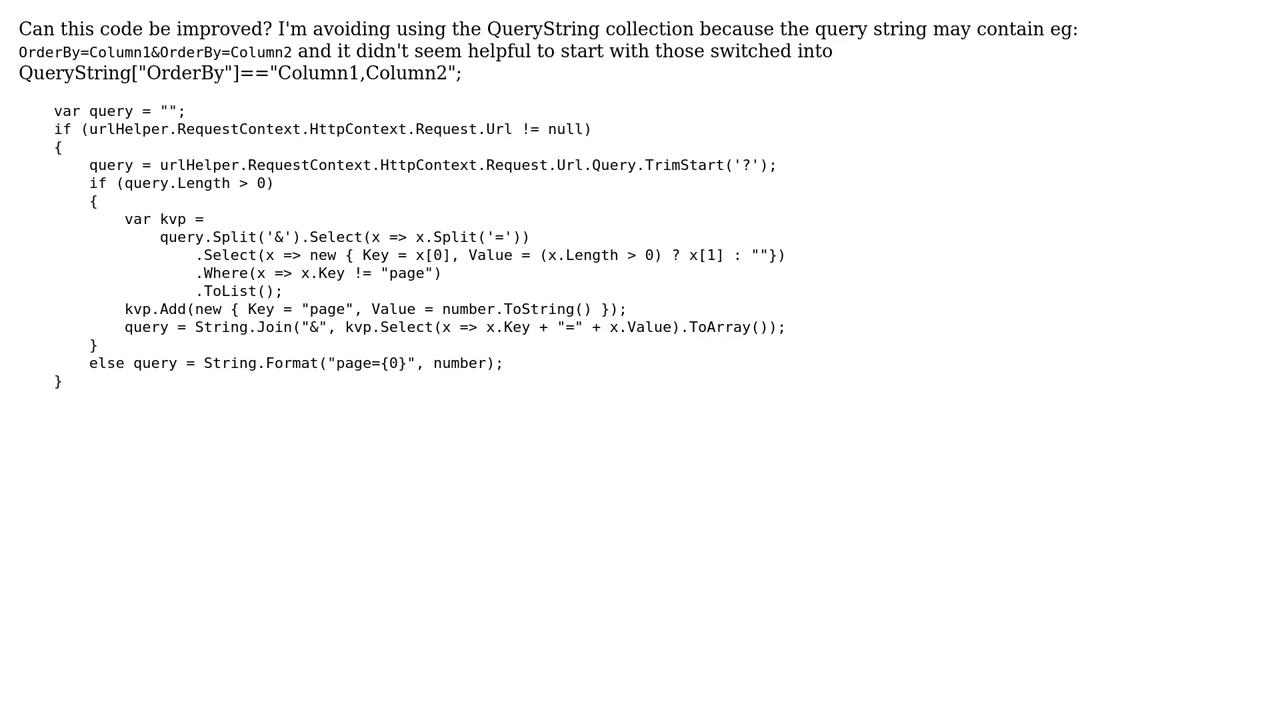 Can this code be improved? I'm avoiding using the QueryString collection because the query string may contain eg:
OrderBy=Column1&OrderBy=Column2 and it didn't seem helpful to start with those switched into
QueryString["OrderBy"]=="Column1,Column2";
var query = "";
if (urlHelper.RequestContext.HttpContext.Request.Url != null)
{
    query = urlHelper.RequestContext.HttpContext.Request.Url.Query.TrimStart('?');
    if (query.Length > 0)
    {
        var kvp =
            query.Split('&').Select(x => x.Split('='))
                .Select(x => new { Key = x[0], Value = (x.Length > 0) ? x[1] : ""})
                .Where(x => x.Key != "page")
                .ToList();
        kvp.Add(new { Key = "page", Value = number.ToString() });
        query = String.Join("&", kvp.Select(x => x.Key + "=" + x.Value).ToArray());
    }
    else query = String.Format("page={0}", number);
}